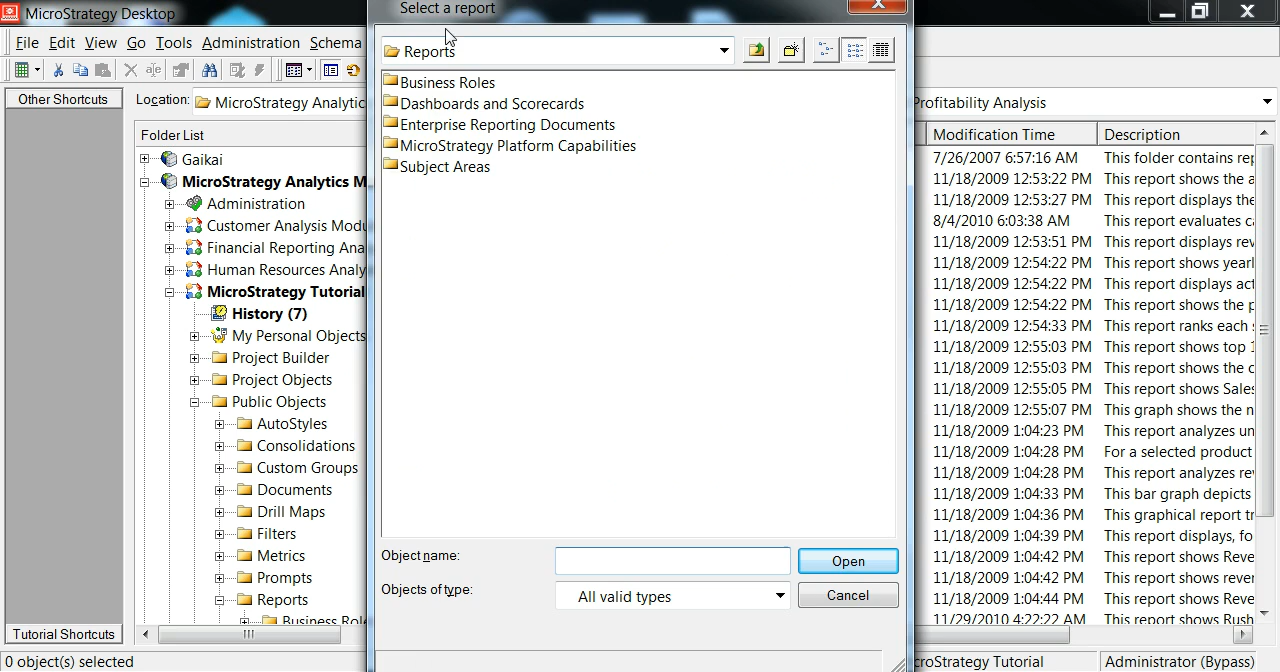 MicroStrategy Desktop
File Edit View Go Tools Administration Schema
Other Shortcuts
Tutorial Shortcuts
Location: MicroStrategy Analytic
Folder List
Gaikai
MicroStrategy Analytics M
Administration
Customer Analysis Modu
Financial Reporting Ana
Human Resources Analy
MicroStrategy Tutorial
History (7)
My Personal Objects
Project Builder
Project Objects
Public Objects
AutoStyles
Consolidations
Custom Groups
Documents
Drill Maps
Filters
Metrics
Prompts
Reports
Business Role
0 object(s) selected
Select a report
Reports
Business Roles
Dashboards and Scorecards
Enterprise Reporting Documents
MicroStrategy Platform Capabilities
Subject Areas
Object name:
Open
Objects of type: All valid types
Cancel
Profitability Analysis
Modification Time Description
7/26/2007 6:57:16 AM This folder contains rep
11/18/2009 12:53:22 PM This report shows the a
11/18/2009 12:53:27 PM This report displays the
8/4/2010 6:03:38 AM This report evaluates ca
11/18/2009 12:53:51 PM This report displays rev
11/18/2009 12:54:22 PM This report shows yearl
11/18/2009 12:54:22 PM This report displays act
11/18/2009 12:54:22 PM This report shows the p
11/18/2009 12:54:33 PM This report ranks each s
11/18/2009 12:55:03 PM This report shows top 1
11/18/2009 12:55:03 PM This report shows the c
11/18/2009 12:55:05 PM This report shows Sales
11/18/2009 12:55:07 PM This graph shows the n
11/18/2009 1:04:23 PM This report analyzes un
11/18/2009 1:04:28 PM For a selected product
11/18/2009 1:04:28 PM This report analyzes rev
11/18/2009 1:04:33 PM This bar graph depicts
11/18/2009 1:04:36 PM This graphical report tr
11/18/2009 1:04:39 PM This report displays, fo
11/18/2009 1:04:42 PM This report shows Reve
11/18/2009 1:04:42 PM This report shows rever
11/18/2009 1:04:44 PM This report shows Reve
11/29/2010 4:22:22 AM This report shows Rush
croStrategy Tutorial Administrator (Bypass)